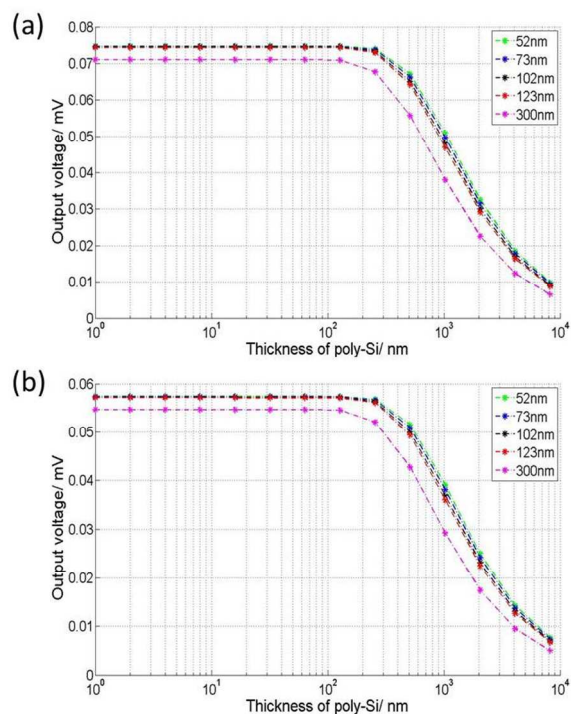 (a)
0.08
0.07
0.06
0.05
0.04
0.03
0.02
0.01
0
Output voltage/ mV
52nm
73nm
102nm
123nm
300nm
10^0 10^1 10^2 10^3 10^4
Thickness of poly-Si/ nm
(b)
0.06
0.05
0.04
0.03
0.02
0.01
0
Output voltage/ mV
52nm
73nm
102nm
123nm
300nm
10^0 10^1 10^2 10^3 10^4
Thickness of poly-Si/ nm